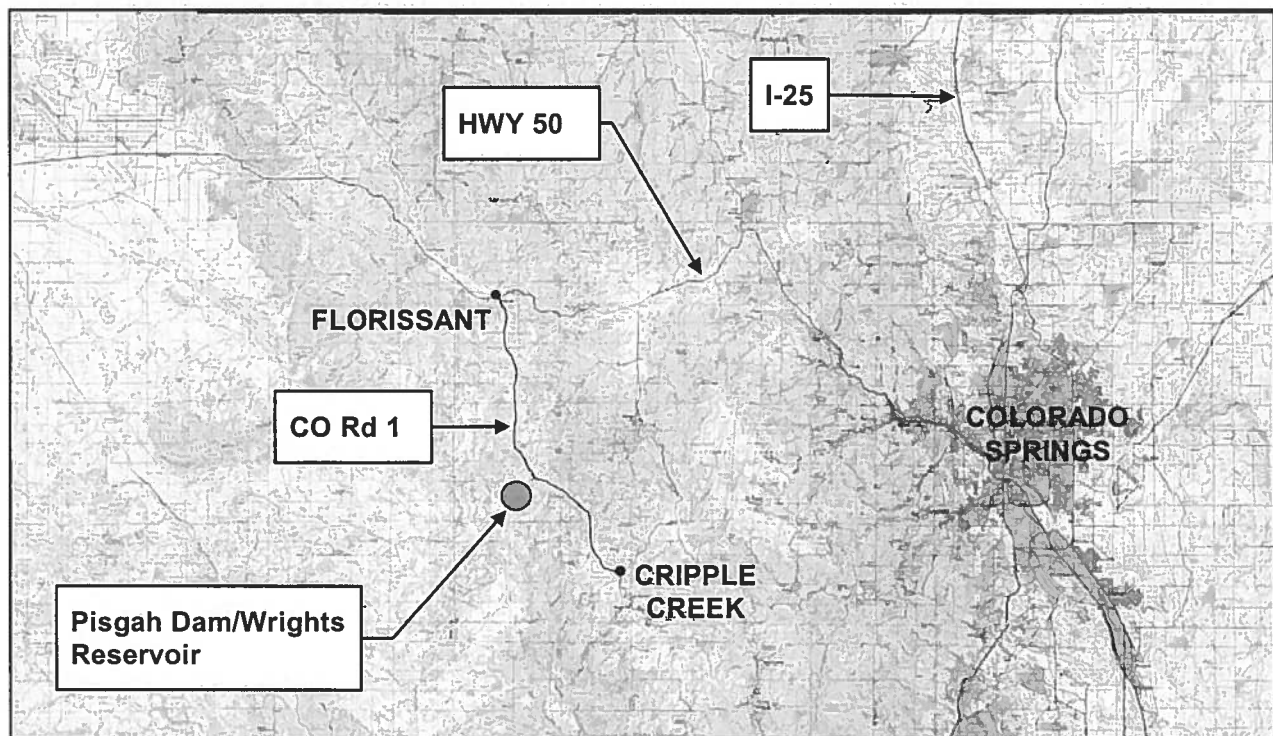 I-25
HWY 50
FLORISSANT
CO Rd 1
COLORADO
SPRINGS
CRIPPLE
CREEK
Pisgah Dam/Wrights
Reservoir